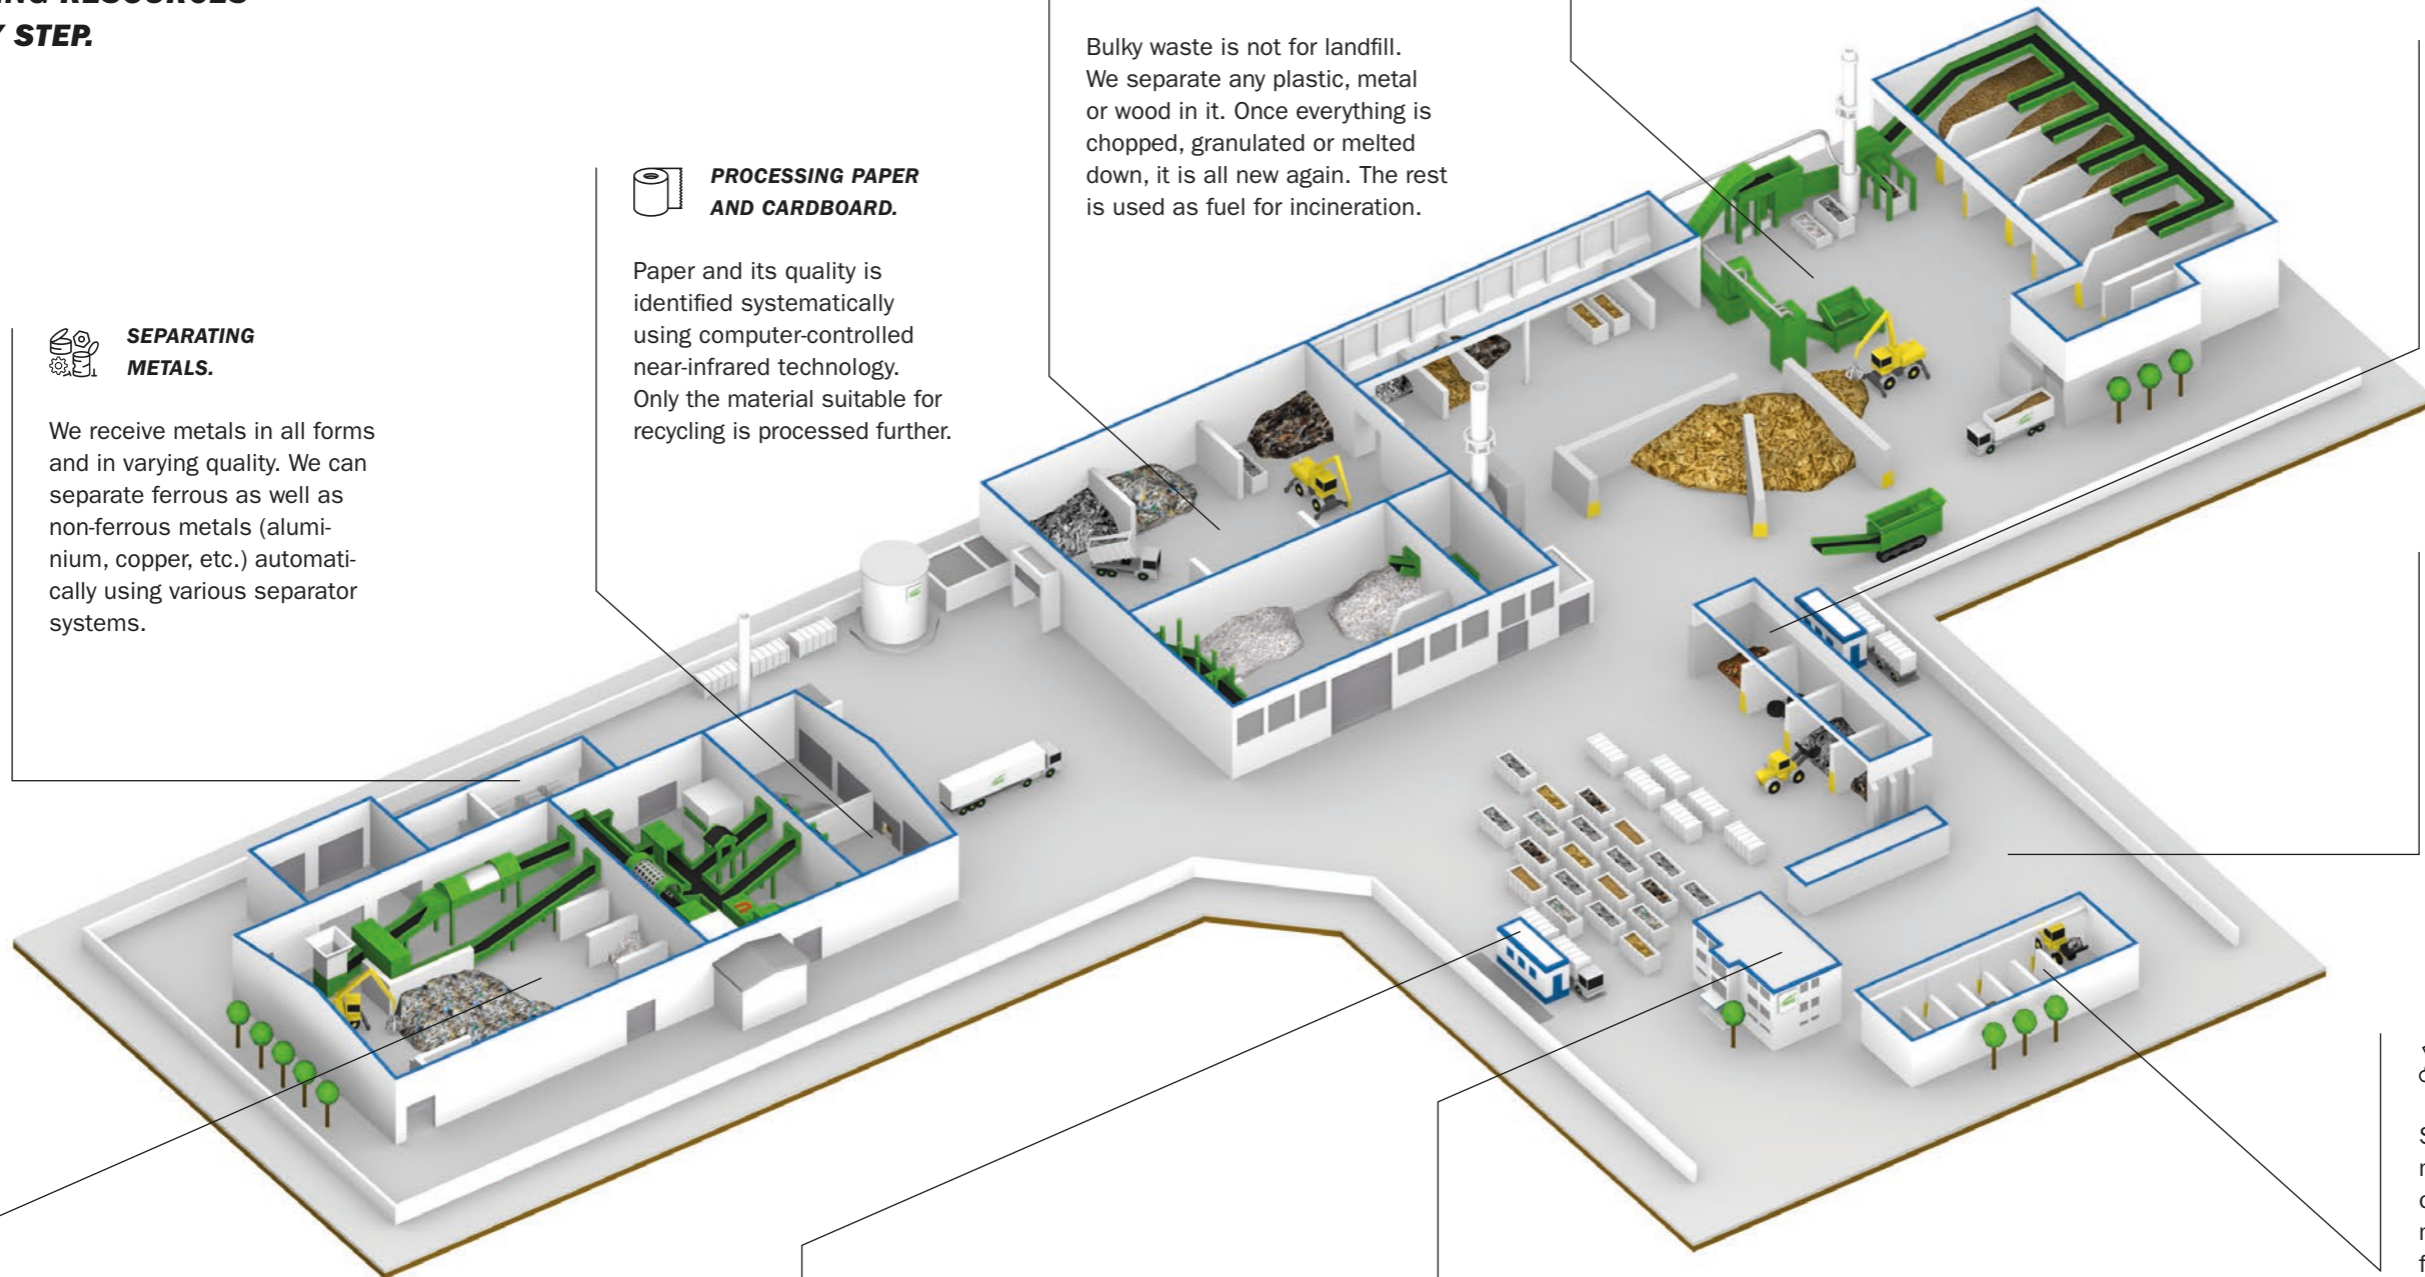 STEP.
SEPARATING
METALS.
We receive metals in all forms
and in varying quality. We can
separate ferrous as well as
non-ferrous metals (alumi-
nium, copper, etc.) automati-
cally using various separator
systems.
PROCESSING PAPER
AND CARDBOARD.
Paper and its quality is
identified systematically
using computer-controlled
near-infrared technology.
Only the material suitable for
recycling is processed further.
Bulky waste is not for landfill.
We separate any plastic, metal
or wood in it. Once everything is
chopped, granulated or melted
down, it is all new again. The rest
is used as fuel for incineration.